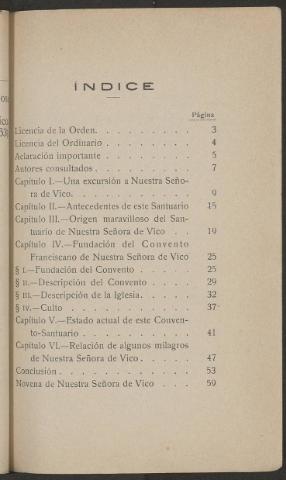 ÍNDICE
Página
Licencia de la Orden. . . . . . . . . 3
Licencia del Ordinario . . . . . . . . 4
Aclaración importante . . . . . . . . 5
Autores consultados. . . . . . . . . 7
Capítulo I.—Una excursión a Nuestra Seño-
ra de Vico. . . . . . . . . . . 9
Capítulo II.—Antecedentes de este Santuario 15
Capítulo III.—Origen maravilloso del San-
tuario de Nuestra Señora de Vico . . 19
Capítulo IV.—Fundación del Convento
Franciscano de Nuestra Señora de Vico 25
§ I.—Fundación del Convento . . . . . 25
§ II.—Descripción del Convento . . . . 29
§ III.—Descripción de la Iglesia. . . . . 32
§ IV.—Culto . . . . . . . . . . . 37
Capítulo V.—Estado actual de este Conven-
to-Santuario . . . . . . . . . . 41
Capítulo VI.—Relación de algunos milagros
de Nuestra Señora de Vico . . . . . 47
Conclusión . . . . . . . . . . . . 53
Novena de Nuestra Señora de Vico . . . 59